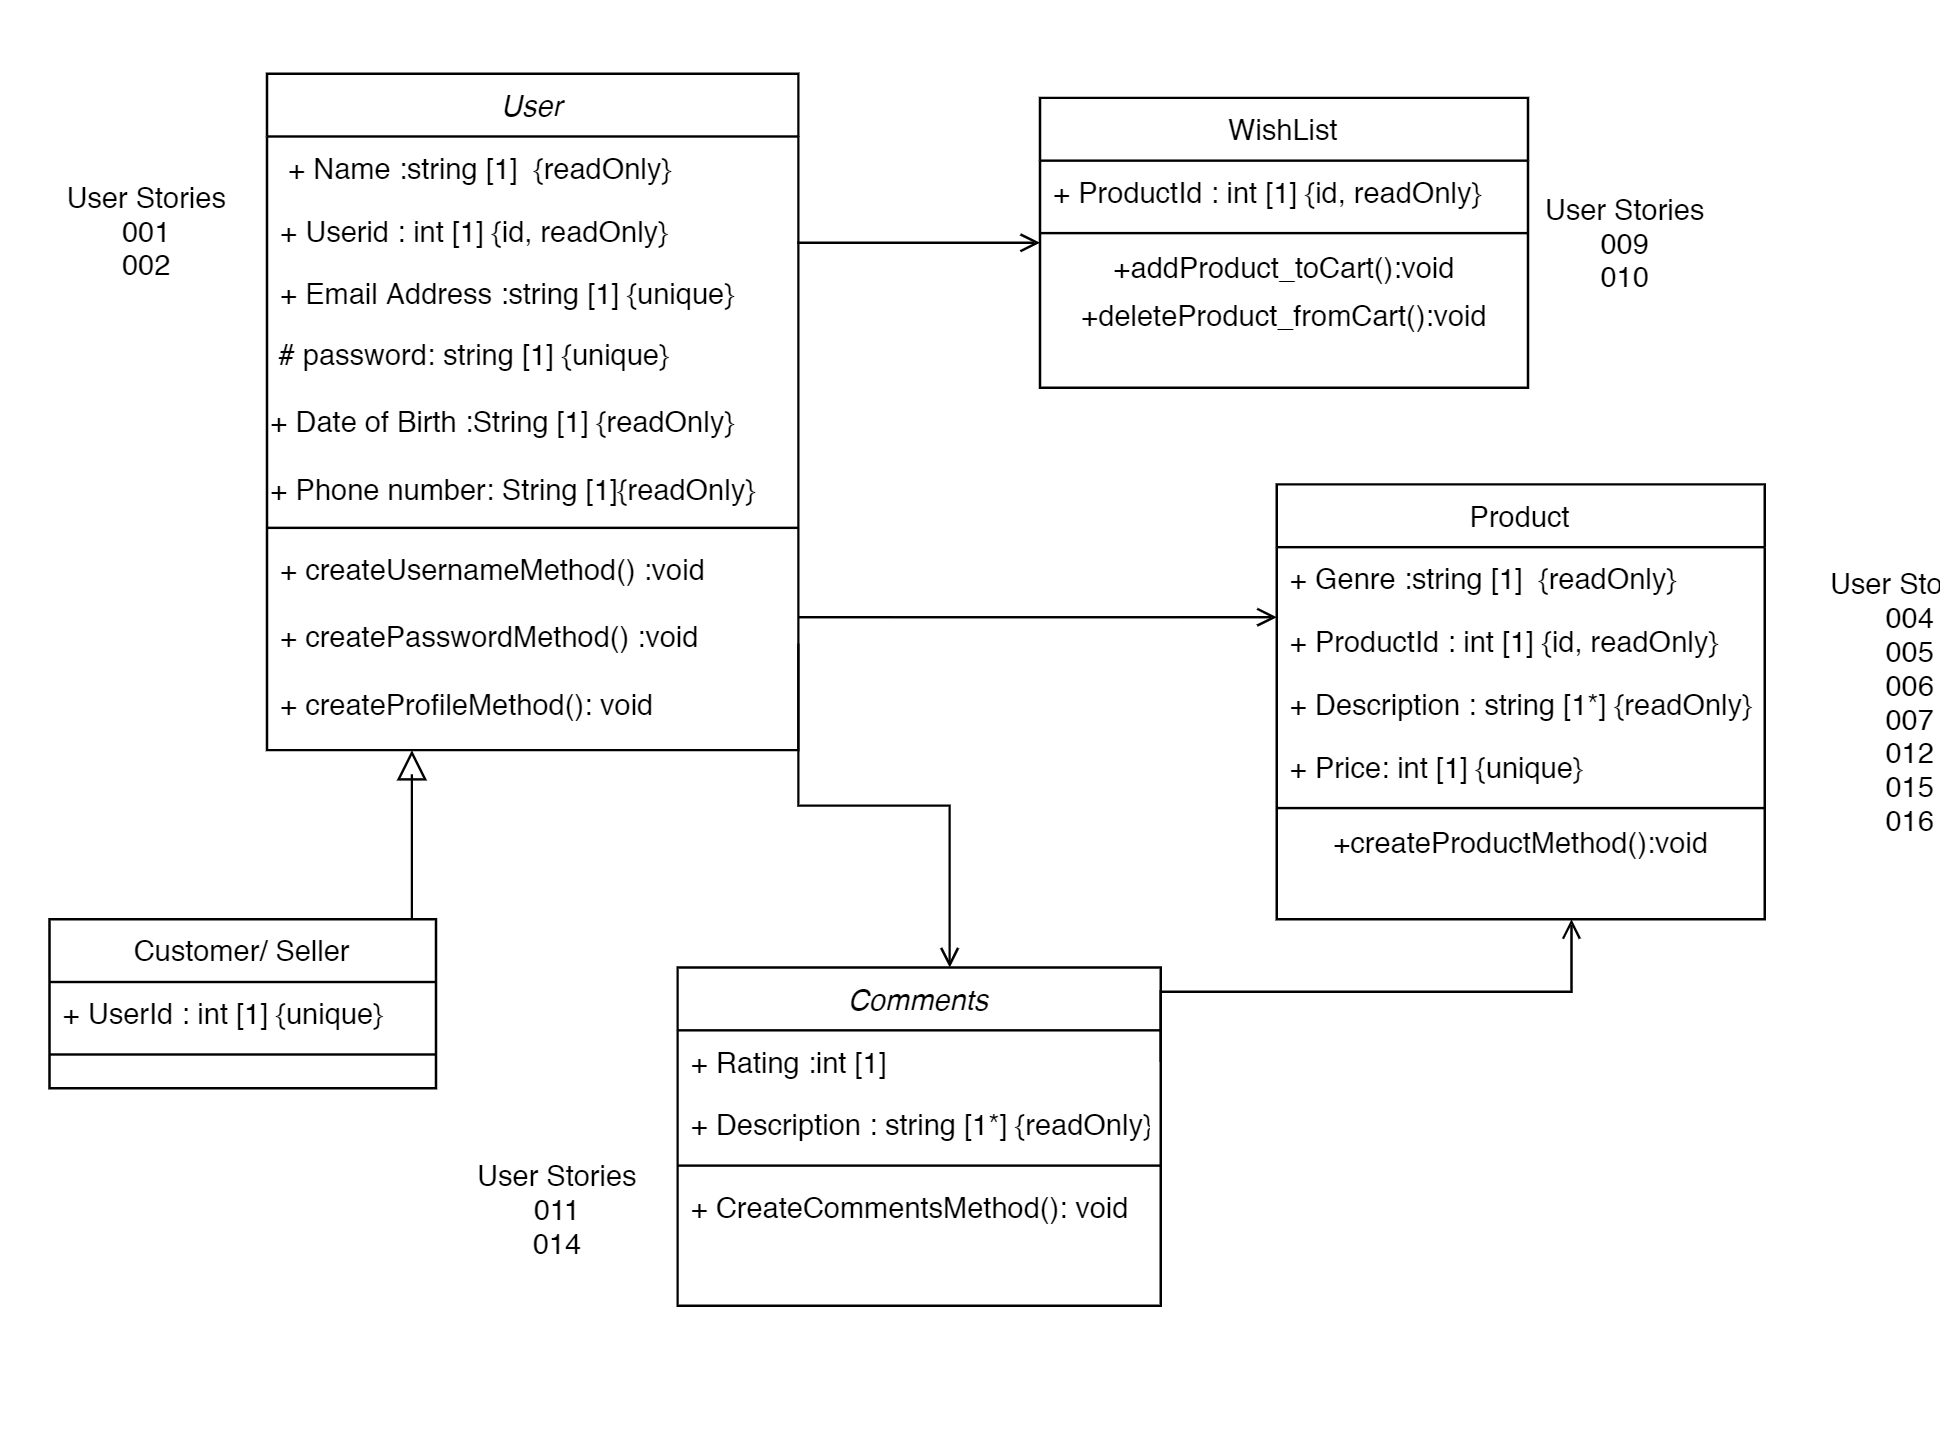 User
+ Name :string [1]  {readOnly}
+ Userid : int [1] {id, readOnly}
+ Email Address :string [1] {unique}
# password: string [1] {unique}
+ Date of Birth :String [1] {readOnly}
+ Phone number: String [1]{readOnly}
+ createUsernameMethod() :void
+ createPasswordMethod() :void
+ createProfileMethod(): void
User Stories
001
002
WishList
+ ProductId : int [1] {id, readOnly}
+addProduct_toCart():void
+deleteProduct_fromCart():void
User Stories
009
010
Product
+ Genre :string [1]  {readOnly}
+ ProductId : int [1] {id, readOnly}
+ Description : string [1*] {readOnly}
+ Price: int [1] {unique}
+createProductMethod():void
User Sto
004
005
006
007
012
015
016
Customer/ Seller
+ UserId : int [1] {unique}
Comments
+ Rating :int [1]
+ Description : string [1*] {readOnly}
+ CreateCommentsMethod(): void
User Stories
011
014